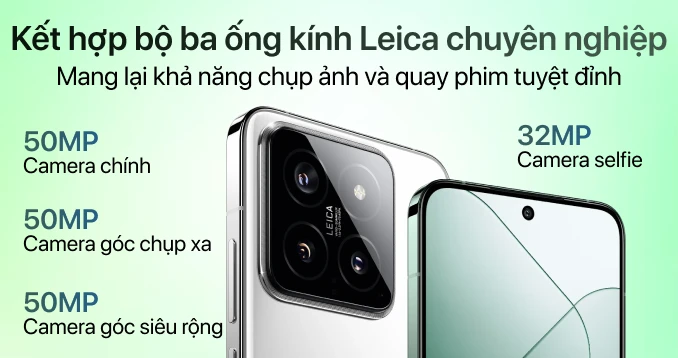 Kết hợp bộ ba ống kính Leica chuyên nghiệp
Mang lại khả năng chụp ảnh và quay phim tuyệt đỉnh
50MP
Camera chính
50MP
Camera góc chụp xa
50MP
Camera góc siêu rộng
32MP
Camera selfie
LEICA